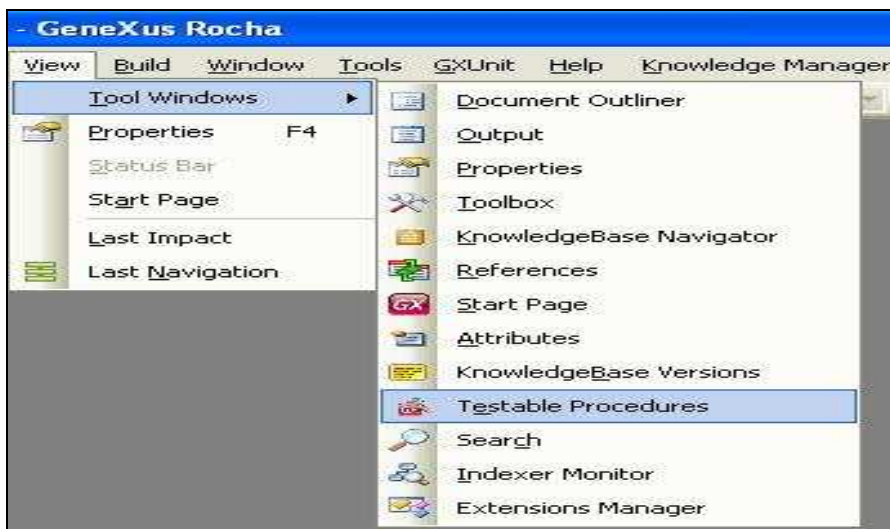 - GeneXus Rocha
View Build Window Tools GXUnit Help Knowledge Manager
Tool Windows
Properties F4
Status Bar
Start Page
Last Impact
Last Navigation
Document Outliner
Output
Properties
Toolbox
KnowledgeBase Navigator
References
GX Start Page
Attributes
KnowledgeBase Versions
Testable Procedures
Search
Indexer Monitor
Extensions Manager